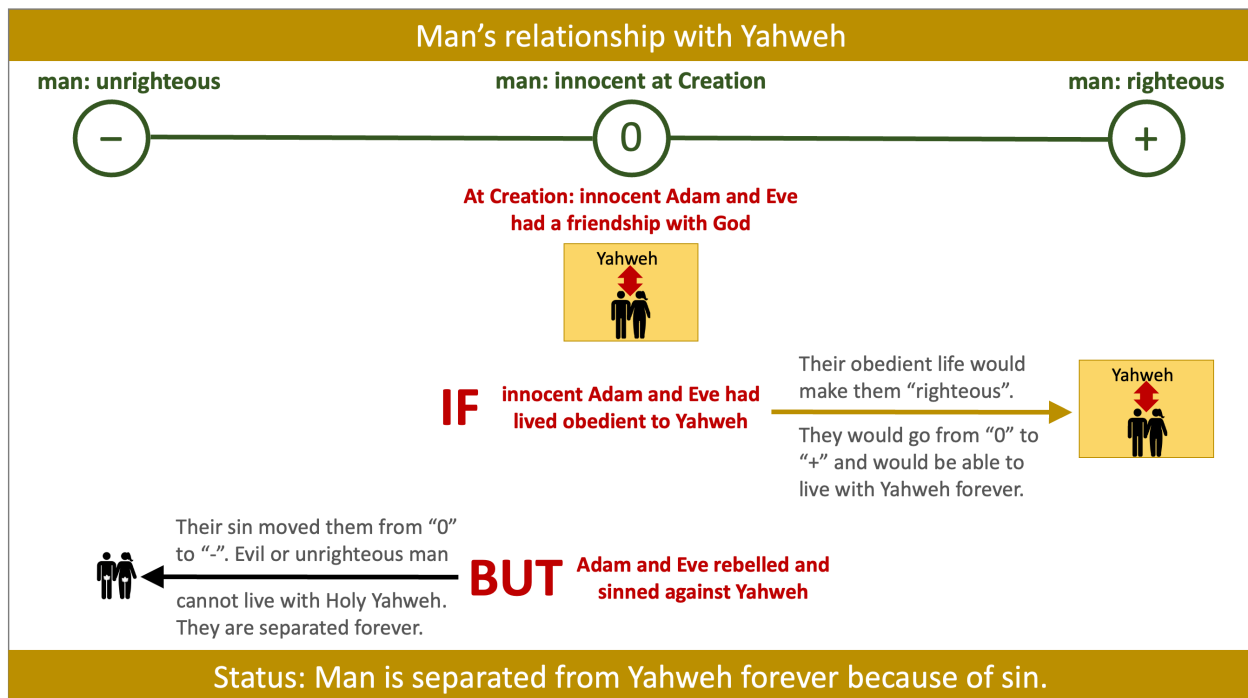 Man’s relationship with Yahweh
man: unrighteous
man: innocent at Creation
man: righteous
–
0
+
At Creation: innocent Adam and Eve
had a friendship with God
Yahweh
IF
innocent Adam and Eve had
lived obedient to Yahweh
Their obedient life would
make them “righteous”.
They would go from “0” to
“+” and would be able to
live with Yahweh forever.
Yahweh
Their sin moved them from “0”
to “-”. Evil or unrighteous man
cannot live with Holy Yahweh.
They are separated forever.
BUT
Adam and Eve rebelled and
sinned against Yahweh
Status: Man is separated from Yahweh forever because of sin.